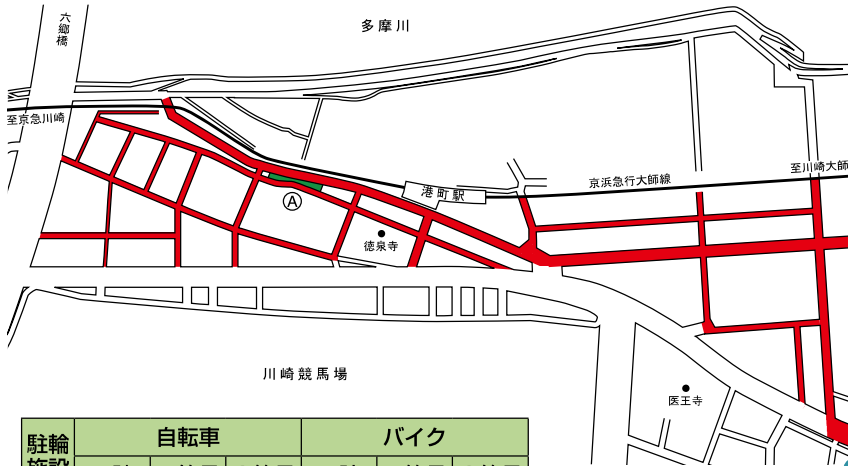 六郷橋
多摩川
至京急川崎
港町駅
京浜急行大師線
至川崎大師
Ⓐ
徳泉寺
川崎競馬場
医王寺
駐輪
自転車
バイク
施設